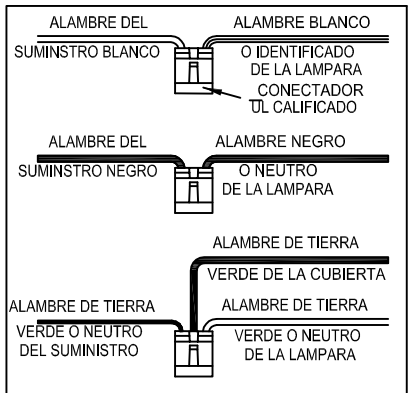 ALAMBRE DEL
SUMINSTRO BLANCO
ALAMBRE BLANCO
O IDENTIFICADO
DE LA LAMPARA
CONECTADOR
UL CALIFICADO
ALAMBRE DEL
SUMINSTRO NEGRO
ALAMBRE NEGRO
O NEUTRO
DE LA LAMPARA
ALAMBRE DE TIERRA
VERDE DE LA CUBIERTA
ALAMBRE DE TIERRA
VERDE O NEUTRO
DEL SUMINISTRO
ALAMBRE DE TIERRA
VERDE O NEUTRO
DE LA LAMPARA